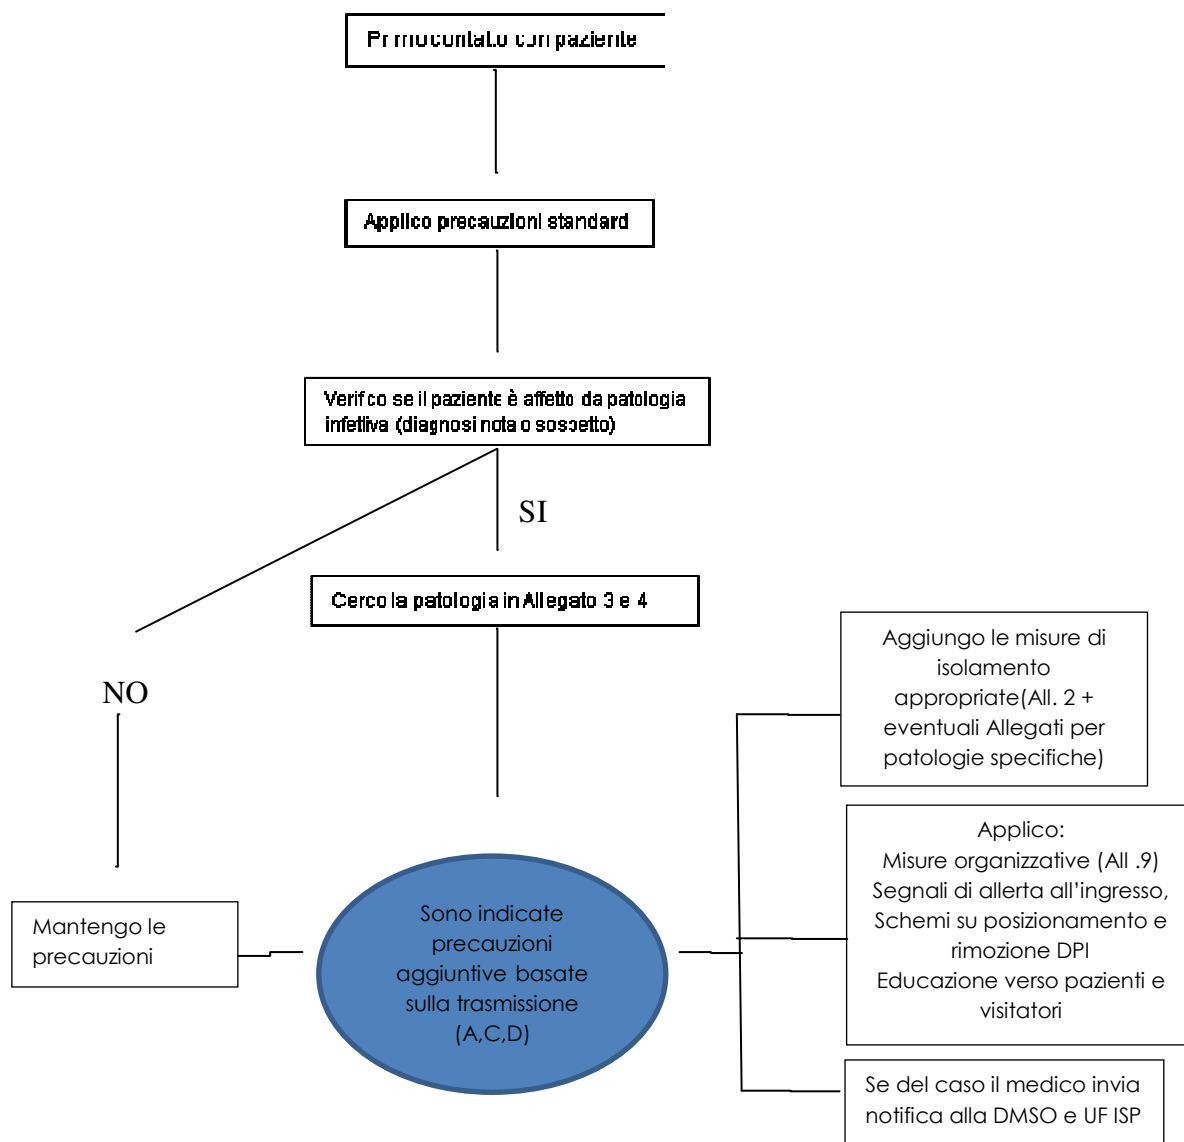 Primo contatto con paziente
Applico precauzioni standard
Verifico se il paziente è affetto da patologia
infettiva (diagnosi nota o sospetto)
SI
Cerco la patologia in Allegato 3 e 4
NO
Mantengo le
precauzioni
Sono indicate
precauzioni
aggiuntive basate
sulla trasmissione
(A,C,D)
Aggiungo le misure di
isolamento
appropriate(All. 2 +
eventuali Allegati per
patologie specifiche)
Applico:
Misure organizzative (All .9)
Segnali di allerta all’ingresso,
Schemi su posizionamento e
rimozione DPI
Educazione verso pazienti e
visitatori
Se del caso il medico invia
notifica alla DMSO e UF ISP